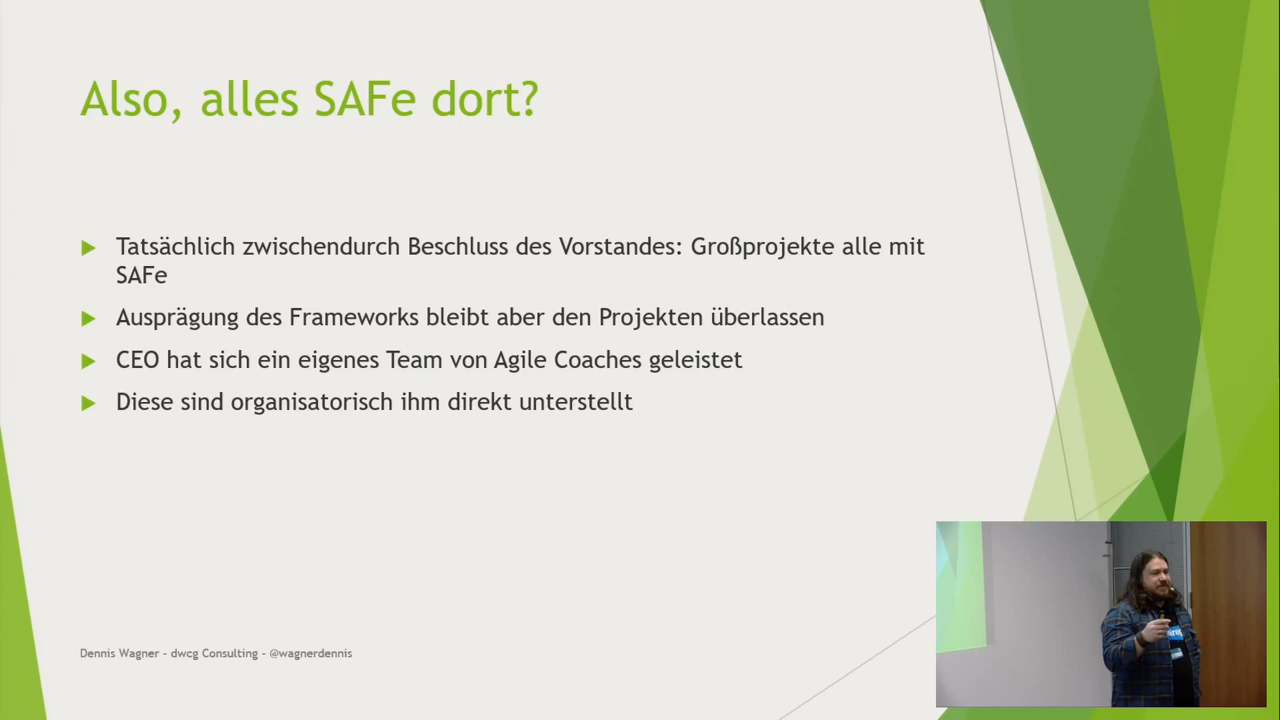 Also, alles SAFe dort?
Tatsächlich zwischendurch Beschluss des Vorstandes: Großprojekte alle mit
SAFe
Ausprägung des Frameworks bleibt aber den Projekten überlassen
CEO hat sich ein eigenes Team von Agile Coaches geleistet
Diese sind organisatorisch ihm direkt unterstellt
Dennis Wagner - dwcg Consulting - @wagnerdennis